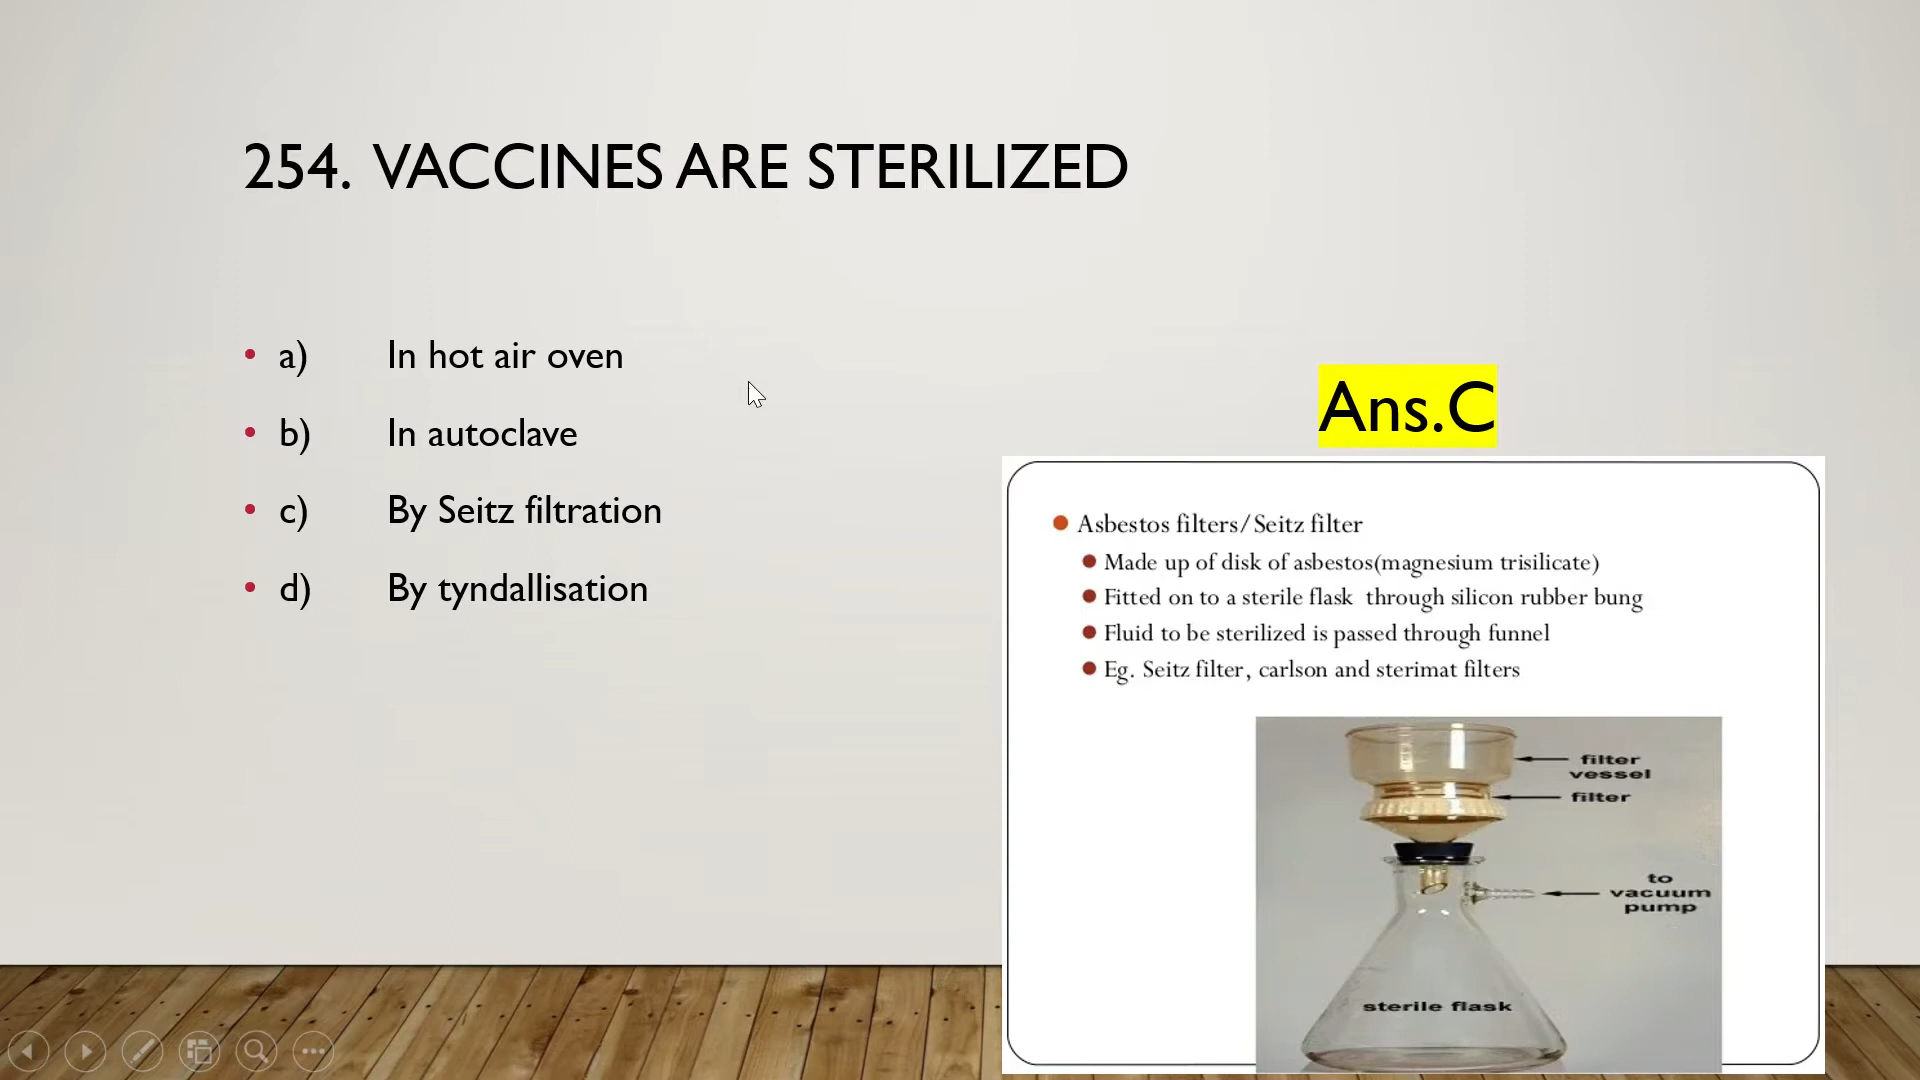 254. VACCINES ARE STERILIZED
• a) In hot air oven
• b) In autoclave
• c) By Seitz filtration
• d) By tyndallisation
Ans.C
Asbestos filters/Seitz filter
Made up of disk of asbestos(magnesium trisilicate)
Fitted on to a sterile flask through silicon rubber bung
Fluid to be sterilized is passed through funnel
Eg. Seitz filter, carlson and sterimat filters
filter
vessel
filter
to
vacuum
pump
sterile flask